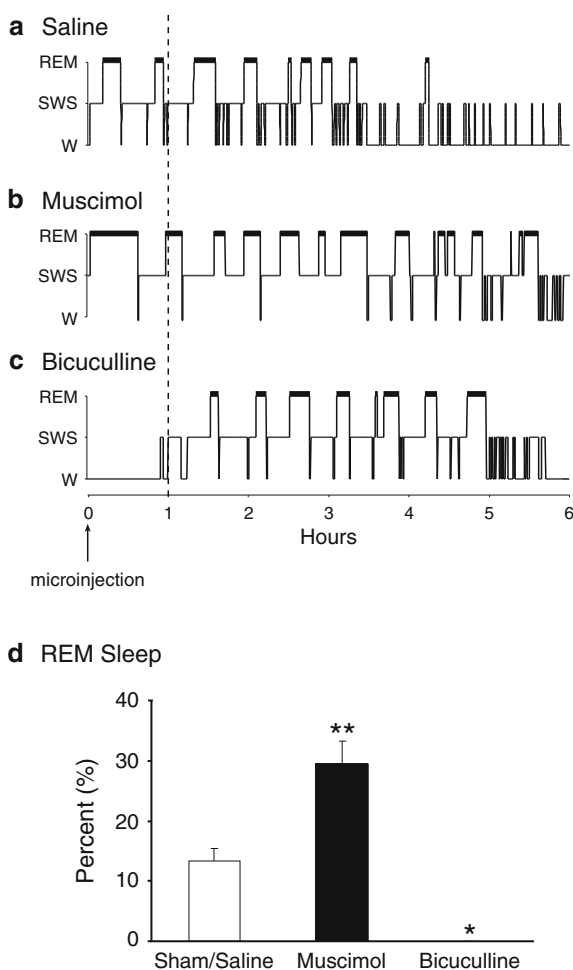 a Saline
REM
SWS
W
b Muscimol
REM
SWS
W
c Bicuculline
REM
SWS
W
0 1 2 3 4 5 6
Hours
microinjection
d REM Sleep
40
30
20
10
0
Percent (%)
**
*
Sham/Saline Muscimol Bicuculline